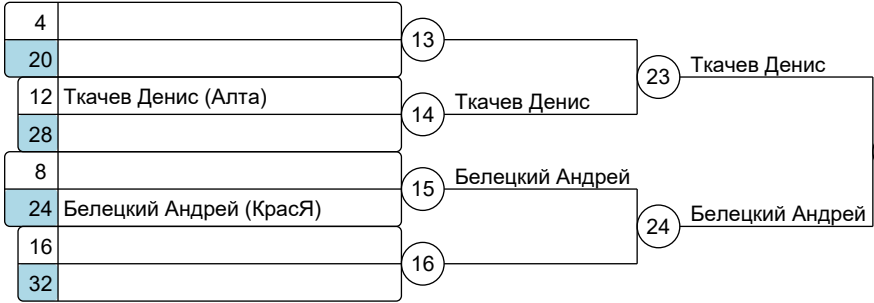 4
20
13
12 Ткачев Денис (Алта)
28
14
Ткачев Денис
23
Ткачев Денис
8
24 Белецкий Андрей (КрасЯ)
15
Белецкий Андрей
16
32
16
24
Белецкий Андрей